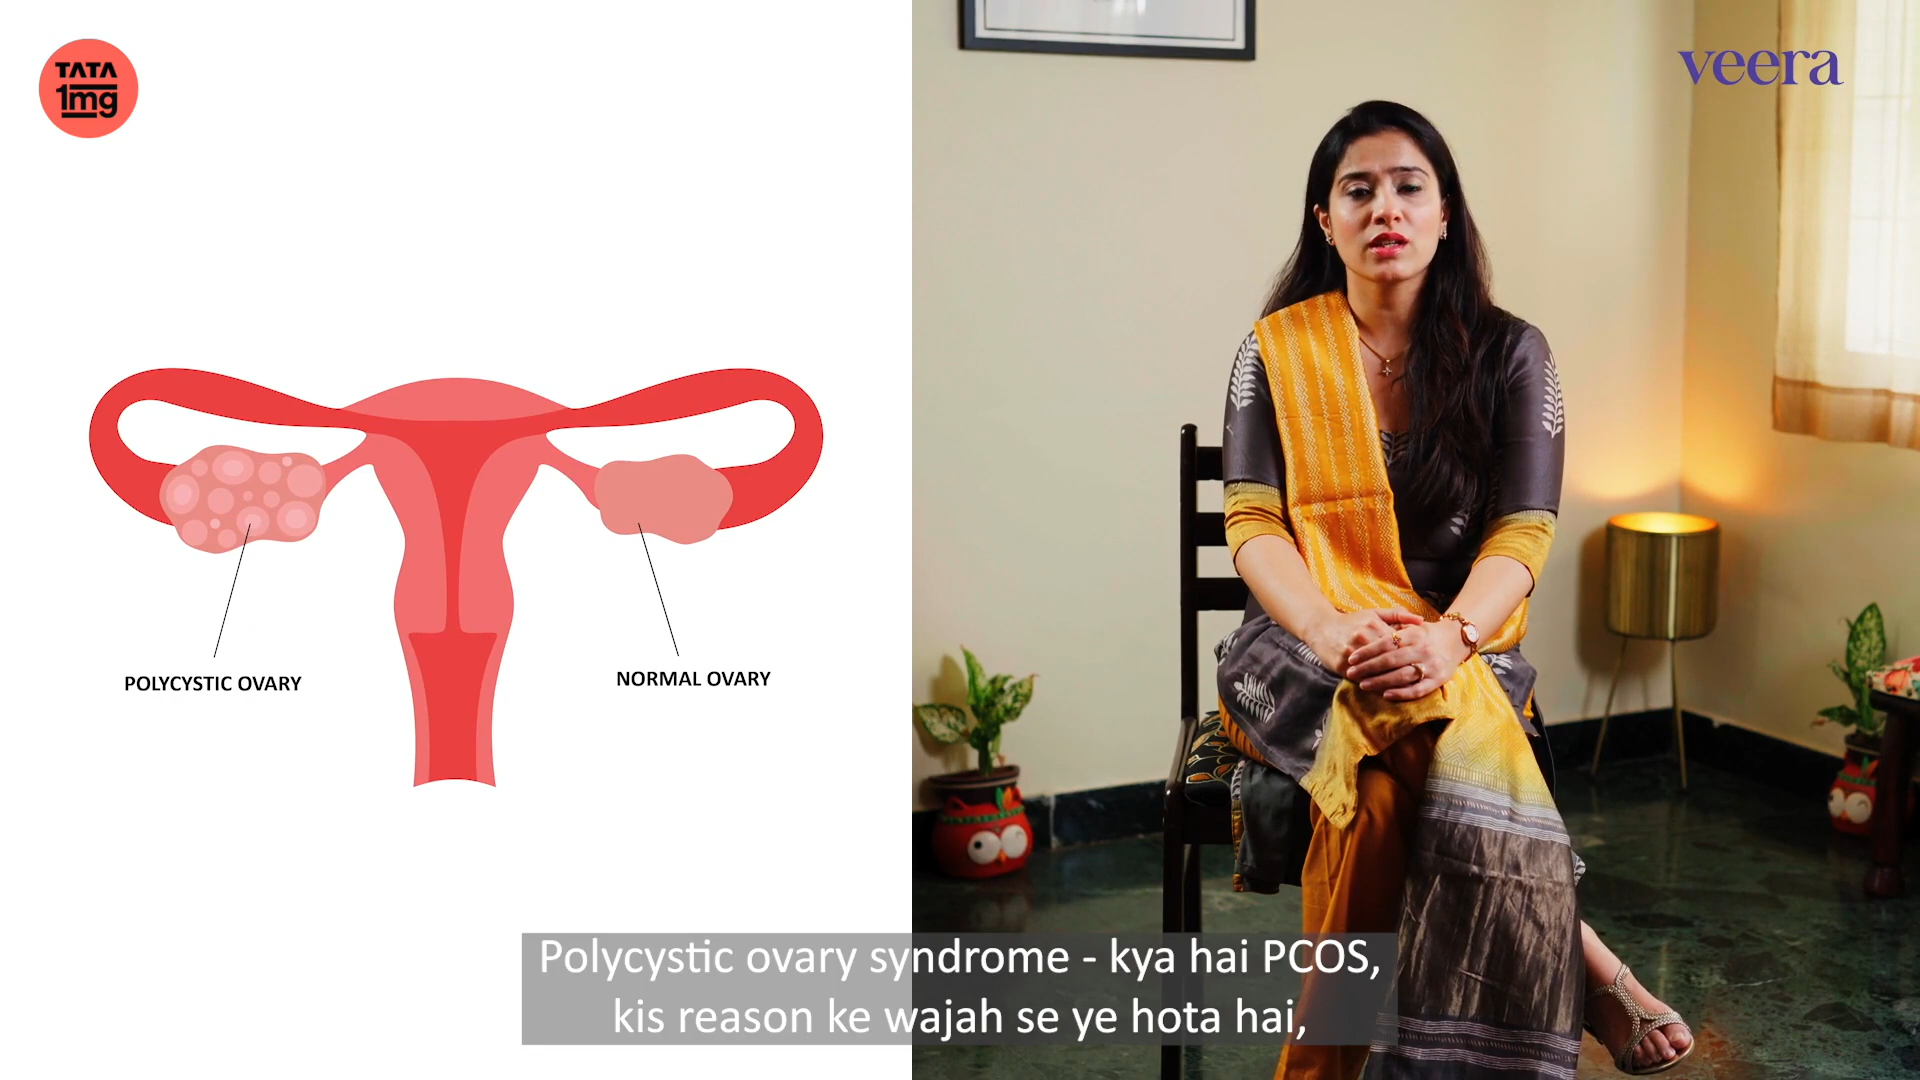 TATA
1mg
veera
POLYCYSTIC OVARY
NORMAL OVARY
Polycystic ovary syndrome - kya hai PCOS,
kis reason ke wajah se ye hota hai,